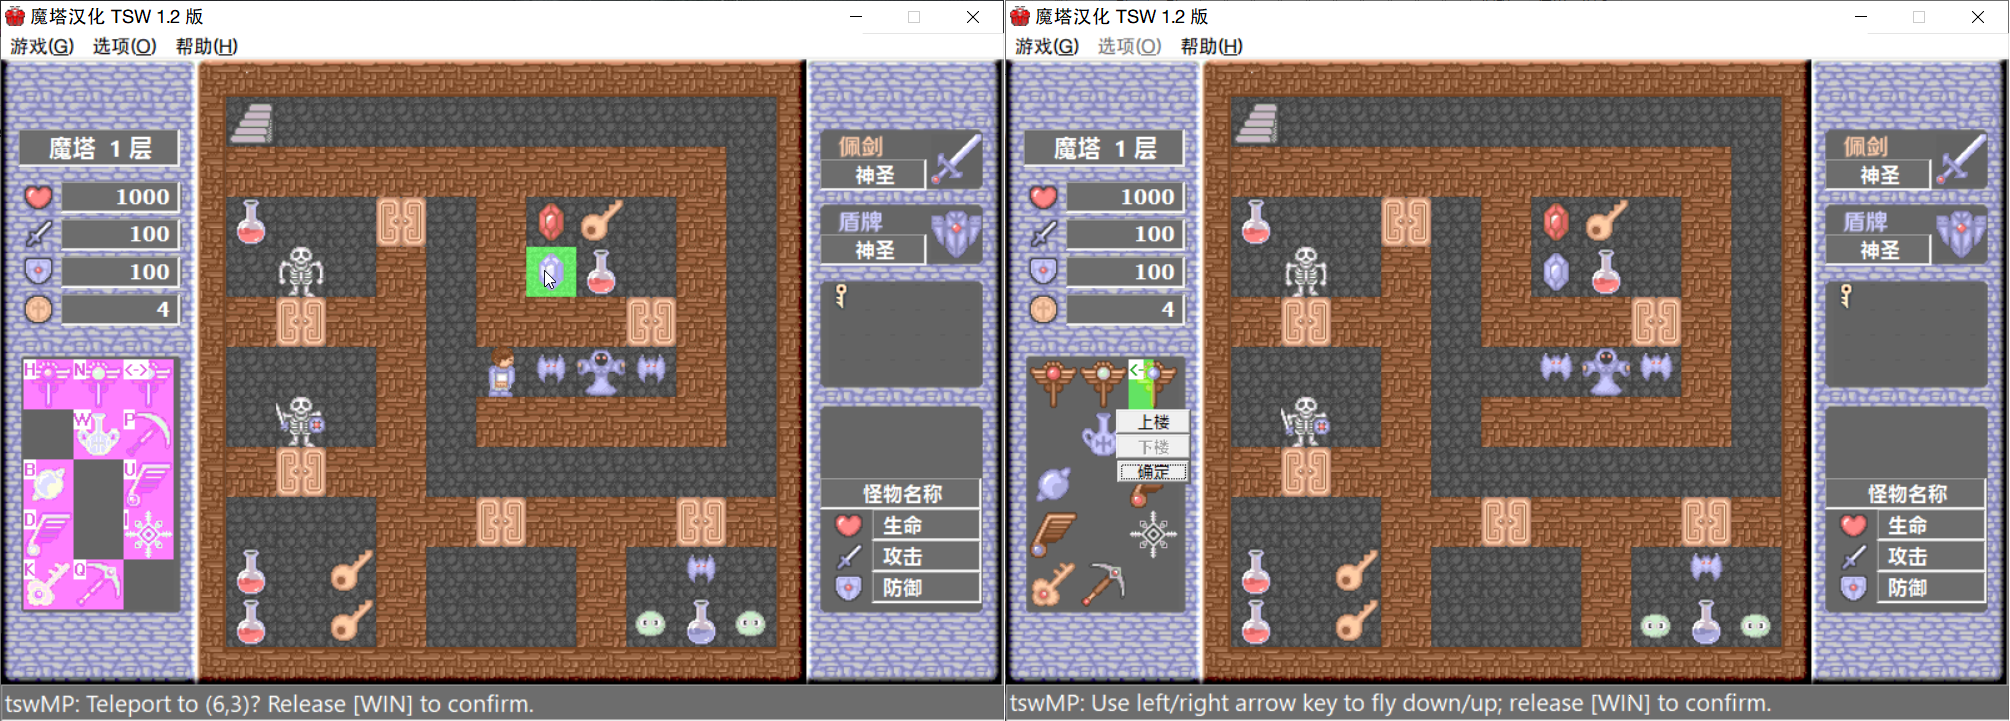 魔塔汉化 TSW 1.2 版
游戏(G) 选项(O) 帮助(H)
魔塔 1 层
1000
100
100
4
H N <->
W P
B U
D I
K Q
佩剑
神圣
盾牌
神圣
怪物名称
生命
攻击
防御
tswMP: Teleport to (6,3)? Release [WIN] to confirm.
魔塔汉化 TSW 1.2 版
游戏(G) 选项(O) 帮助(H)
魔塔 1 层
1000
100
100
4
<-
上楼
下楼
确定
佩剑
神圣
盾牌
神圣
怪物名称
生命
攻击
防御
tswMP: Use left/right arrow key to fly down/up; release [WIN] to confirm.